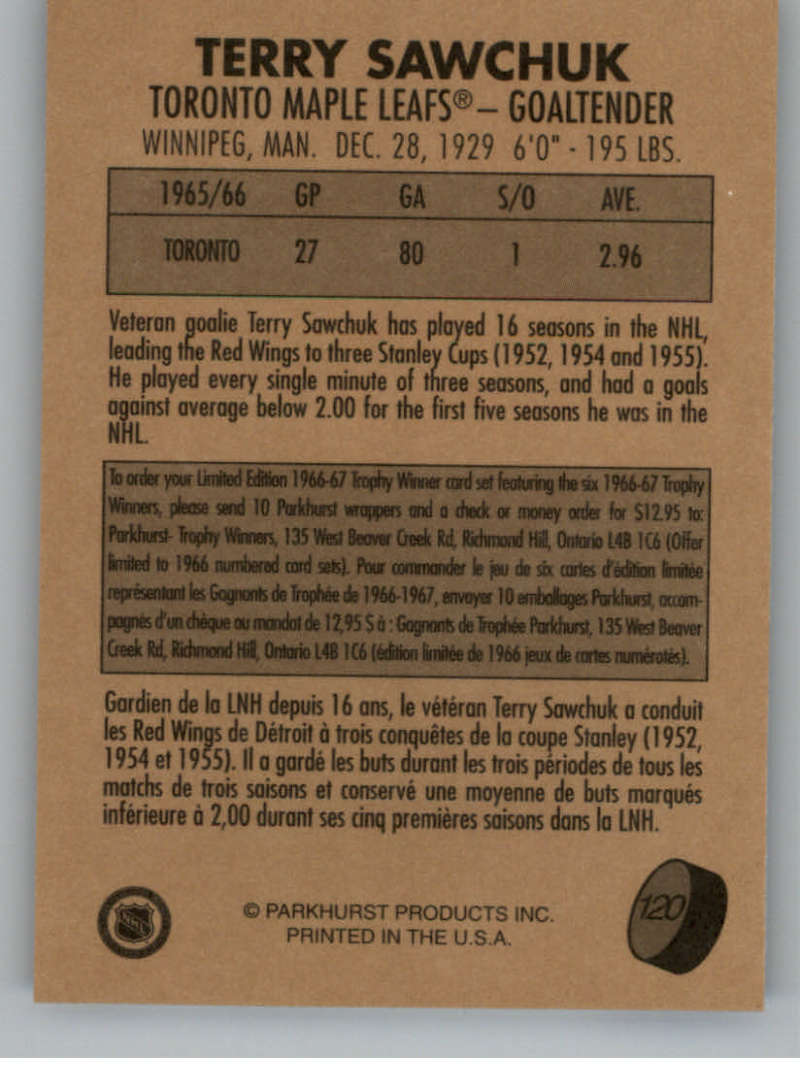 TERRY SAWCHUK
TORONTO MAPLE LEAFS® – GOALTENDER
WINNIPEG, MAN. DEC. 28, 1929 6'0" - 195 LBS.
1965/66 GP GA S/O AVE.
TORONTO 27 80 1 2.96
Veteran goalie Terry Sawchuk has played 16 seasons in the NHL,
leading the Red Wings to three Stanley Cups (1952, 1954 and 1955).
He played every single minute of three seasons, and had a goals
against average below 2.00 for the first five seasons he was in the
NHL.
To order your Limited Edition 1966-67 Trophy Winner card set featuring the six 1966-67 Trophy
Winners, please send 10 Parkhurst wrappers and a check or money order for $12.95 to:
Parkhurst- Trophy Winners, 135 West Beaver Creek Rd, Richmond Hill, Ontario L4B 1C6 (Offer
limited to 1966 numbered card sets). Pour commander le jeu de six cartes d'édition limitée
représentant les Gagnants de Trophée de 1966-1967, envoyer 10 emballages Parkhurst, accom-
pagnés d'un chèque ou mandat de 12,95 $ à : Gagnants de Trophée Parkhurst, 135 West Beaver
Creek Rd, Richmond Hill, Ontario L4B 1C6 (édition limitée de 1966 jeux de cartes numérotés).
Gardien de la LNH depuis 16 ans, le vétéran Terry Sawchuk a conduit
les Red Wings de Détroit à trois conquêtes de la coupe Stanley (1952,
1954 et 1955). Il a gardé les buts durant les trois périodes de tous les
matchs de trois saisons et conservé une moyenne de buts marqués
inférieure à 2,00 durant ses cinq premières saisons dans la LNH.
NHL
© PARKHURST PRODUCTS INC.
PRINTED IN THE U.S.A.
120